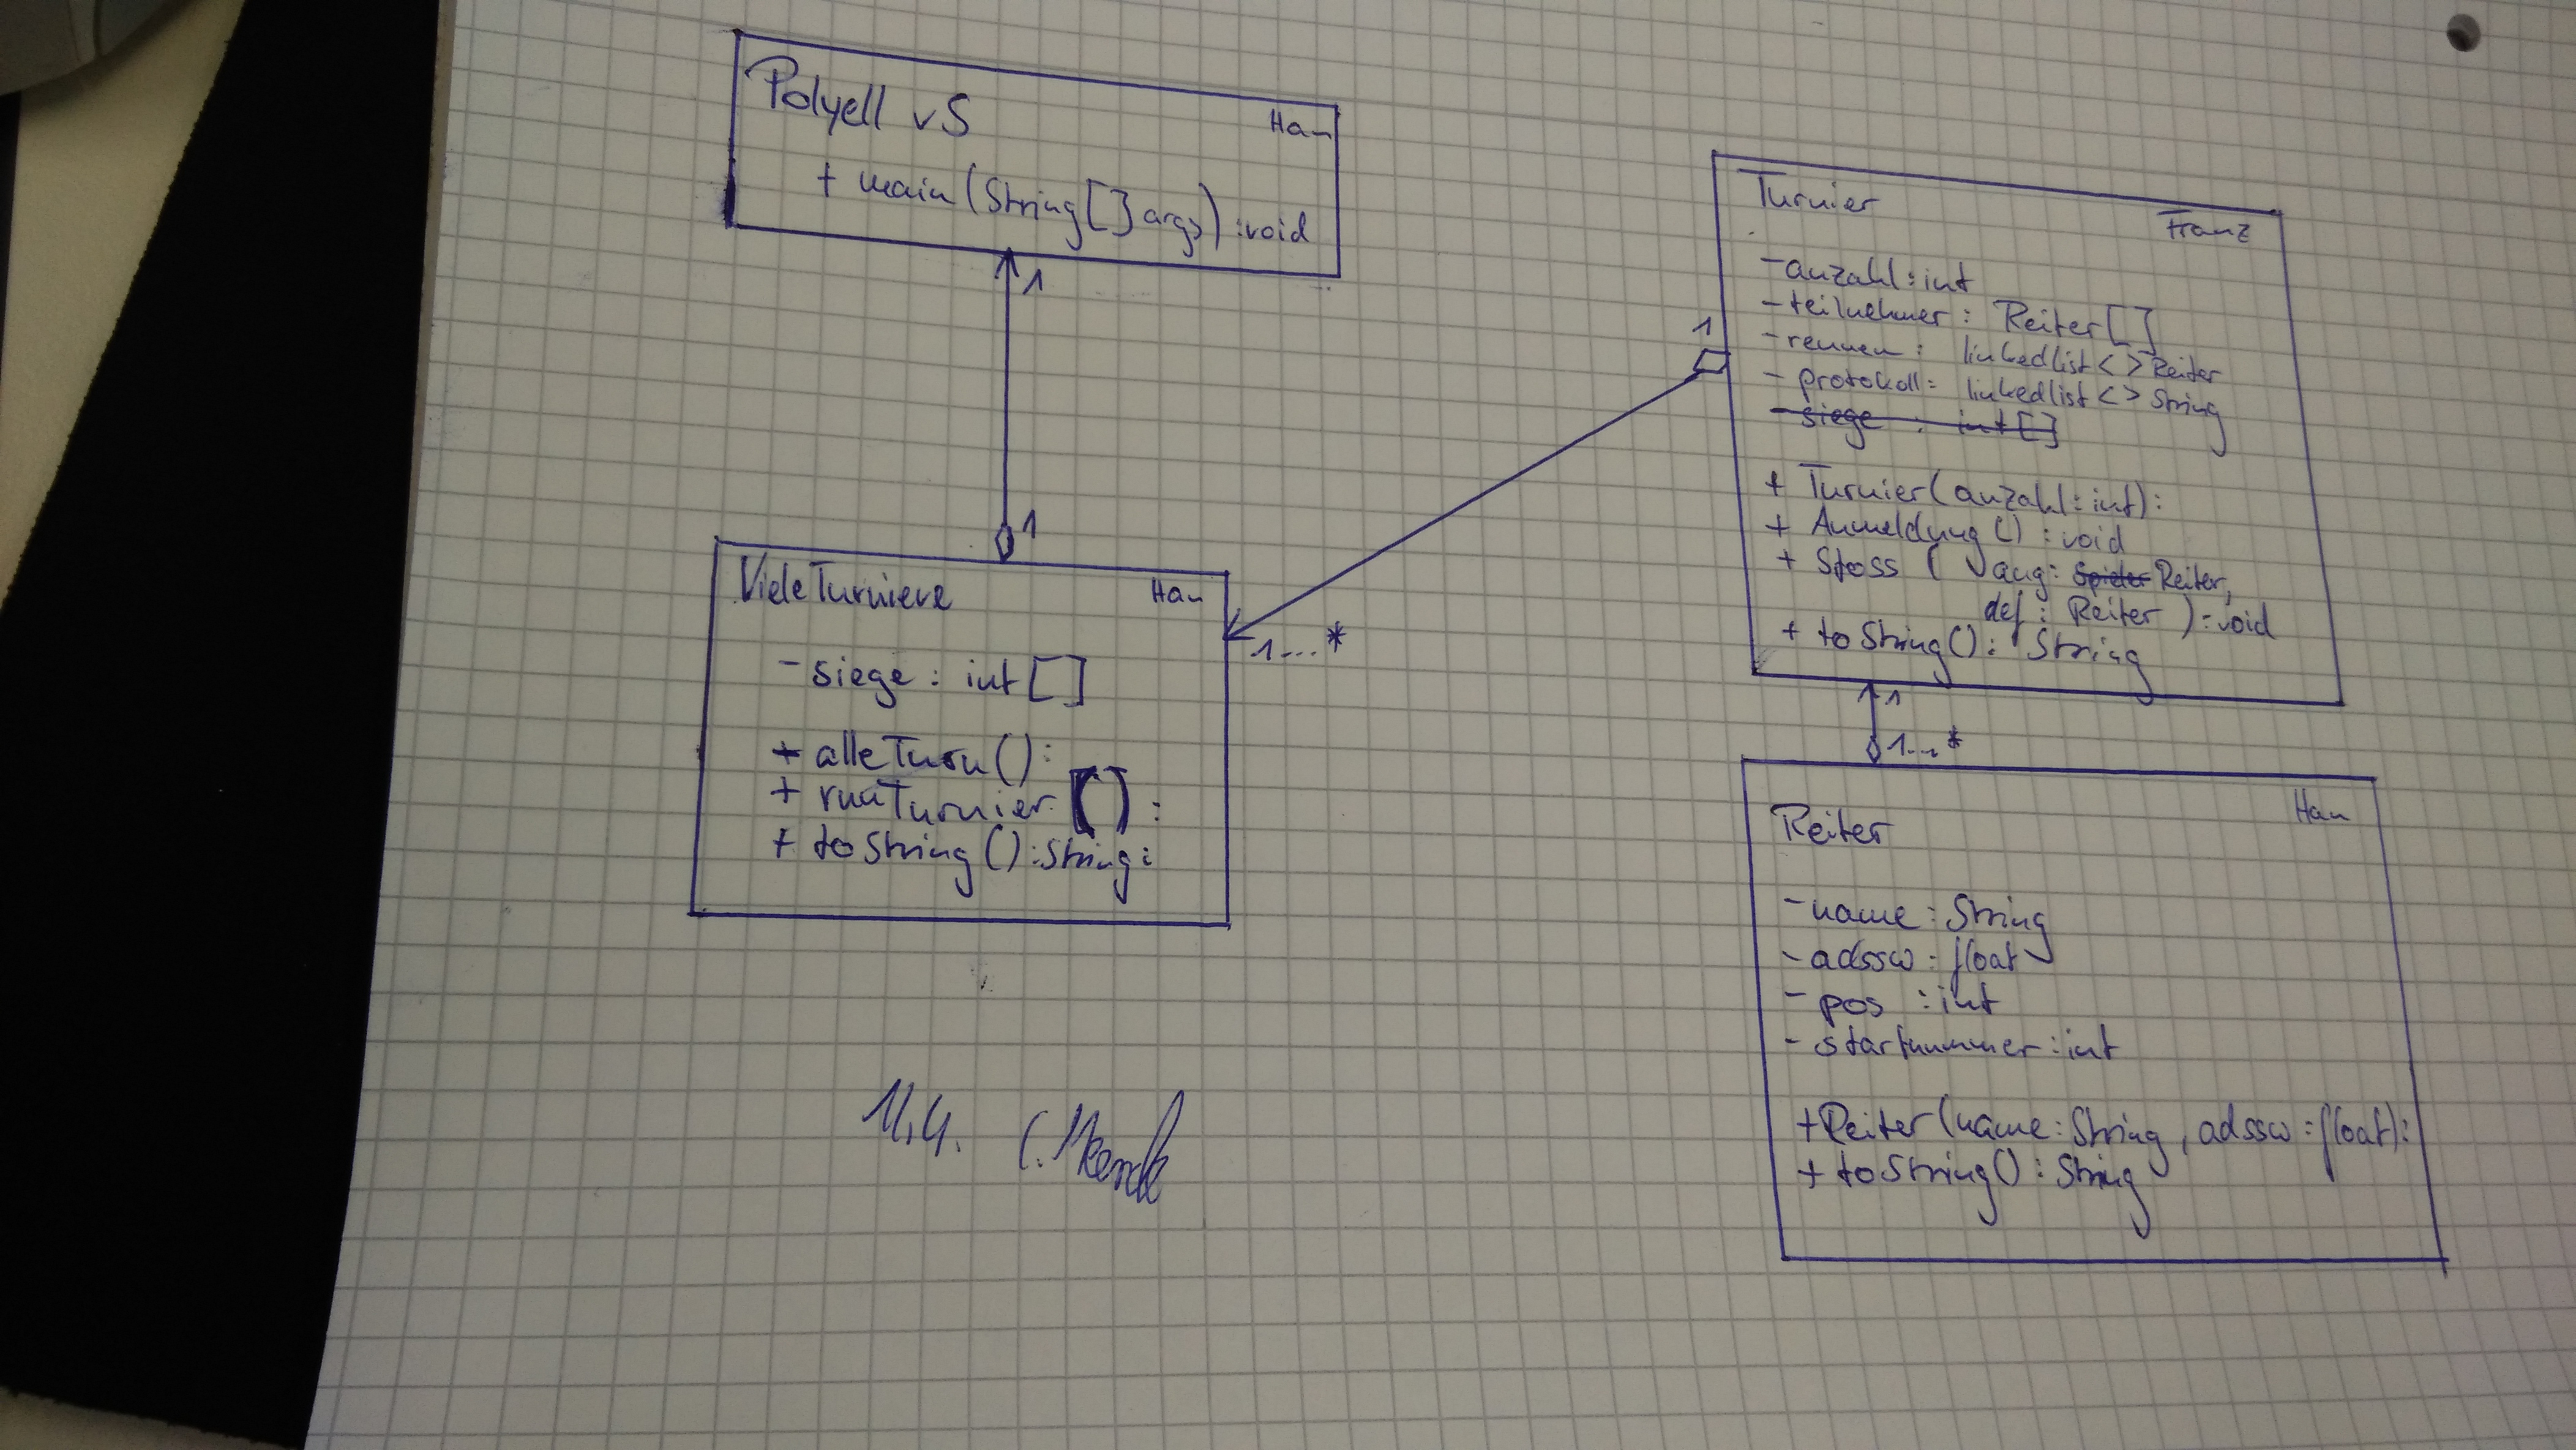 Polyell vS
Han
+ main (String[] args) : void
1
1
Viele Turniere
Han
- siege : int []
+ alleTurn () :
+ runTurnier () :
+ toString () : String :
1...*
1
Turnier
Franz
- anzahl : int
- teilnehmer : Reiter []
- rennen : linkedlist < > Reiter
- protokoll : linkedlist < > String
- siege : int []
+ Turnier (anzahl : int) :
+ Anmeldung () : void
+ Stoss ( ang : Spieler Reiter,
def : Reiter ) : void
+ toString () : String
1
1...*
Reiter
Han
- name : String
- adssw : float
- pos : int
- startnummer : int
+ Reiter (name : String, adssw : float) :
+ toString () : String
11.4.